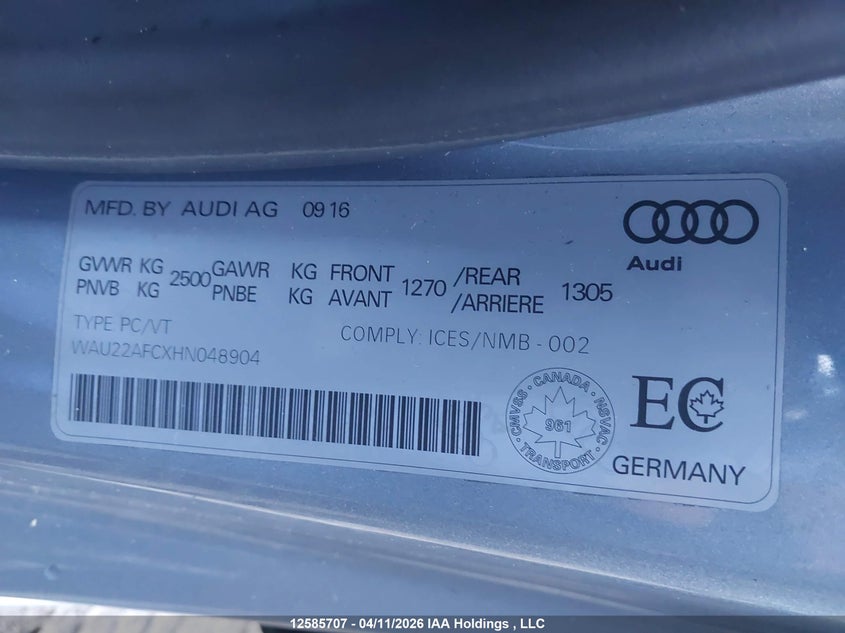 MFD. BY AUDI AG 09 16
Audi
GVWR KG 2500 GAWR KG FRONT 1270 /REAR 1305
PNVB KG PNBE KG AVANT /ARRIERE
TYPE: PC/VT COMPLY: ICES/NMB - 002
WAU22AFCXHN048904
CANADA
CMVSS NSVAC
961
TRANSPORT
EC
GERMANY
12585707 - 04/11/2026 IAA Holdings , LLC